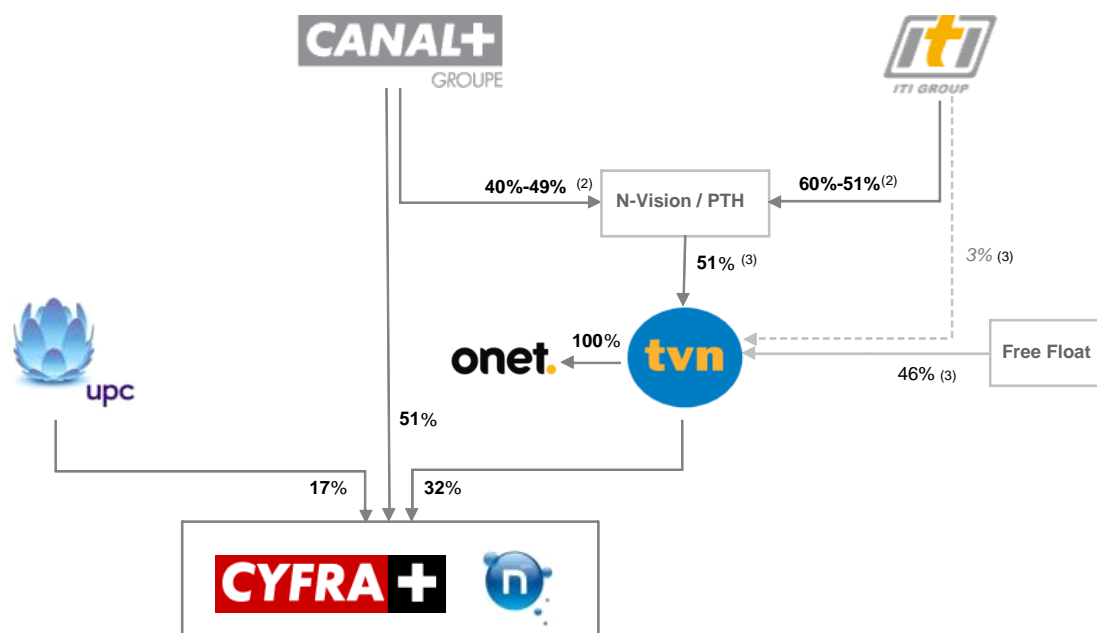 CANAL+
GROUPE
iti
ITI GROUP
40%-49% (2)
N-Vision / PTH
60%-51%(2)
51% (3)
3% (3)
upc
onet.
100%
tvn
Free Float
46% (3)
51%
17%
32%
CYFRA +
n